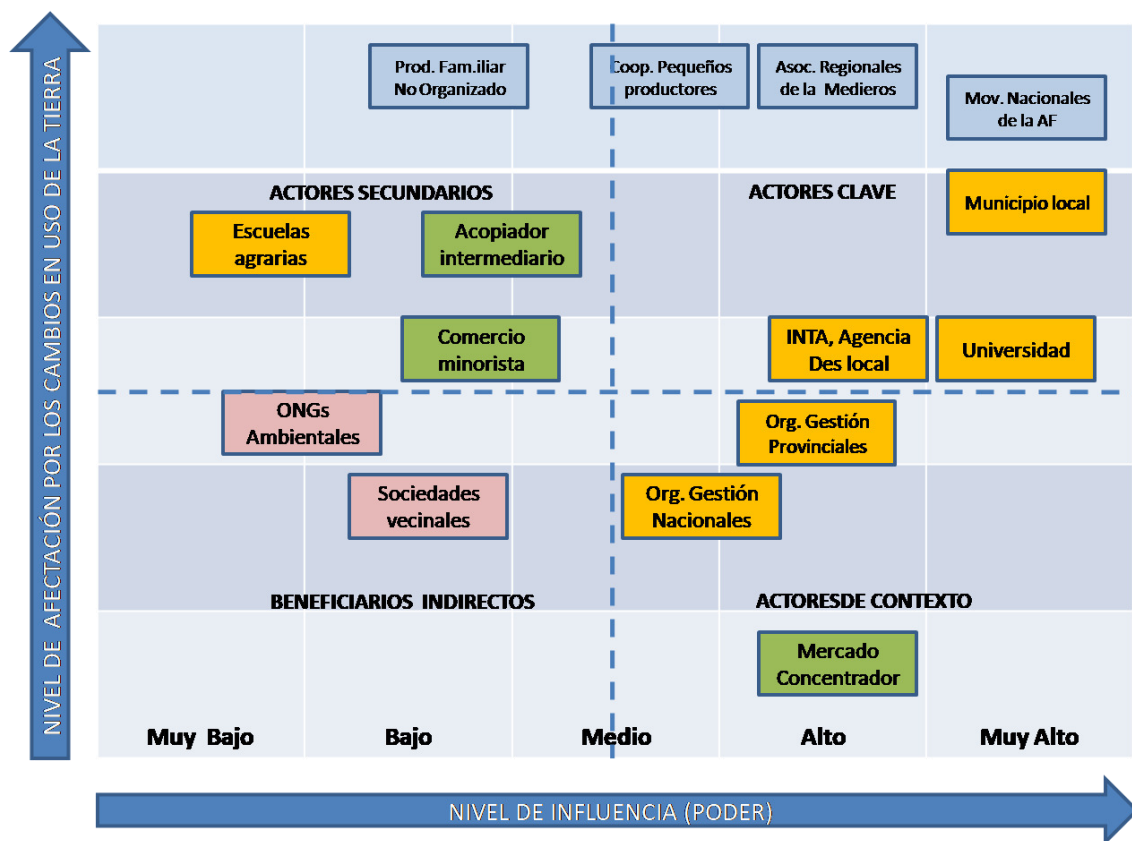 NIVEL DE AFECTACIÓN POR LOS CAMBIOS EN USO DE LA TIERRA
Prod. Fam.iliar
No Organizado
Coop. Pequeños
productores
Asoc. Regionales
de la Medieros
Mov. Nacionales
de la AF
ACTORES SECUNDARIOS
ACTORES CLAVE
Municipio local
Escuelas
agrarias
Acopiador
intermediario
Comercio
minorista
INTA, Agencia
Des local
Universidad
ONGs
Ambientales
Org. Gestión
Provinciales
Sociedades
vecinales
Org. Gestión
Nacionales
BENEFICIARIOS INDIRECTOS
ACTORESDE CONTEXTO
Mercado
Concentrador
Muy Bajo
Bajo
Medio
Alto
Muy Alto
NIVEL DE INFLUENCIA (PODER)